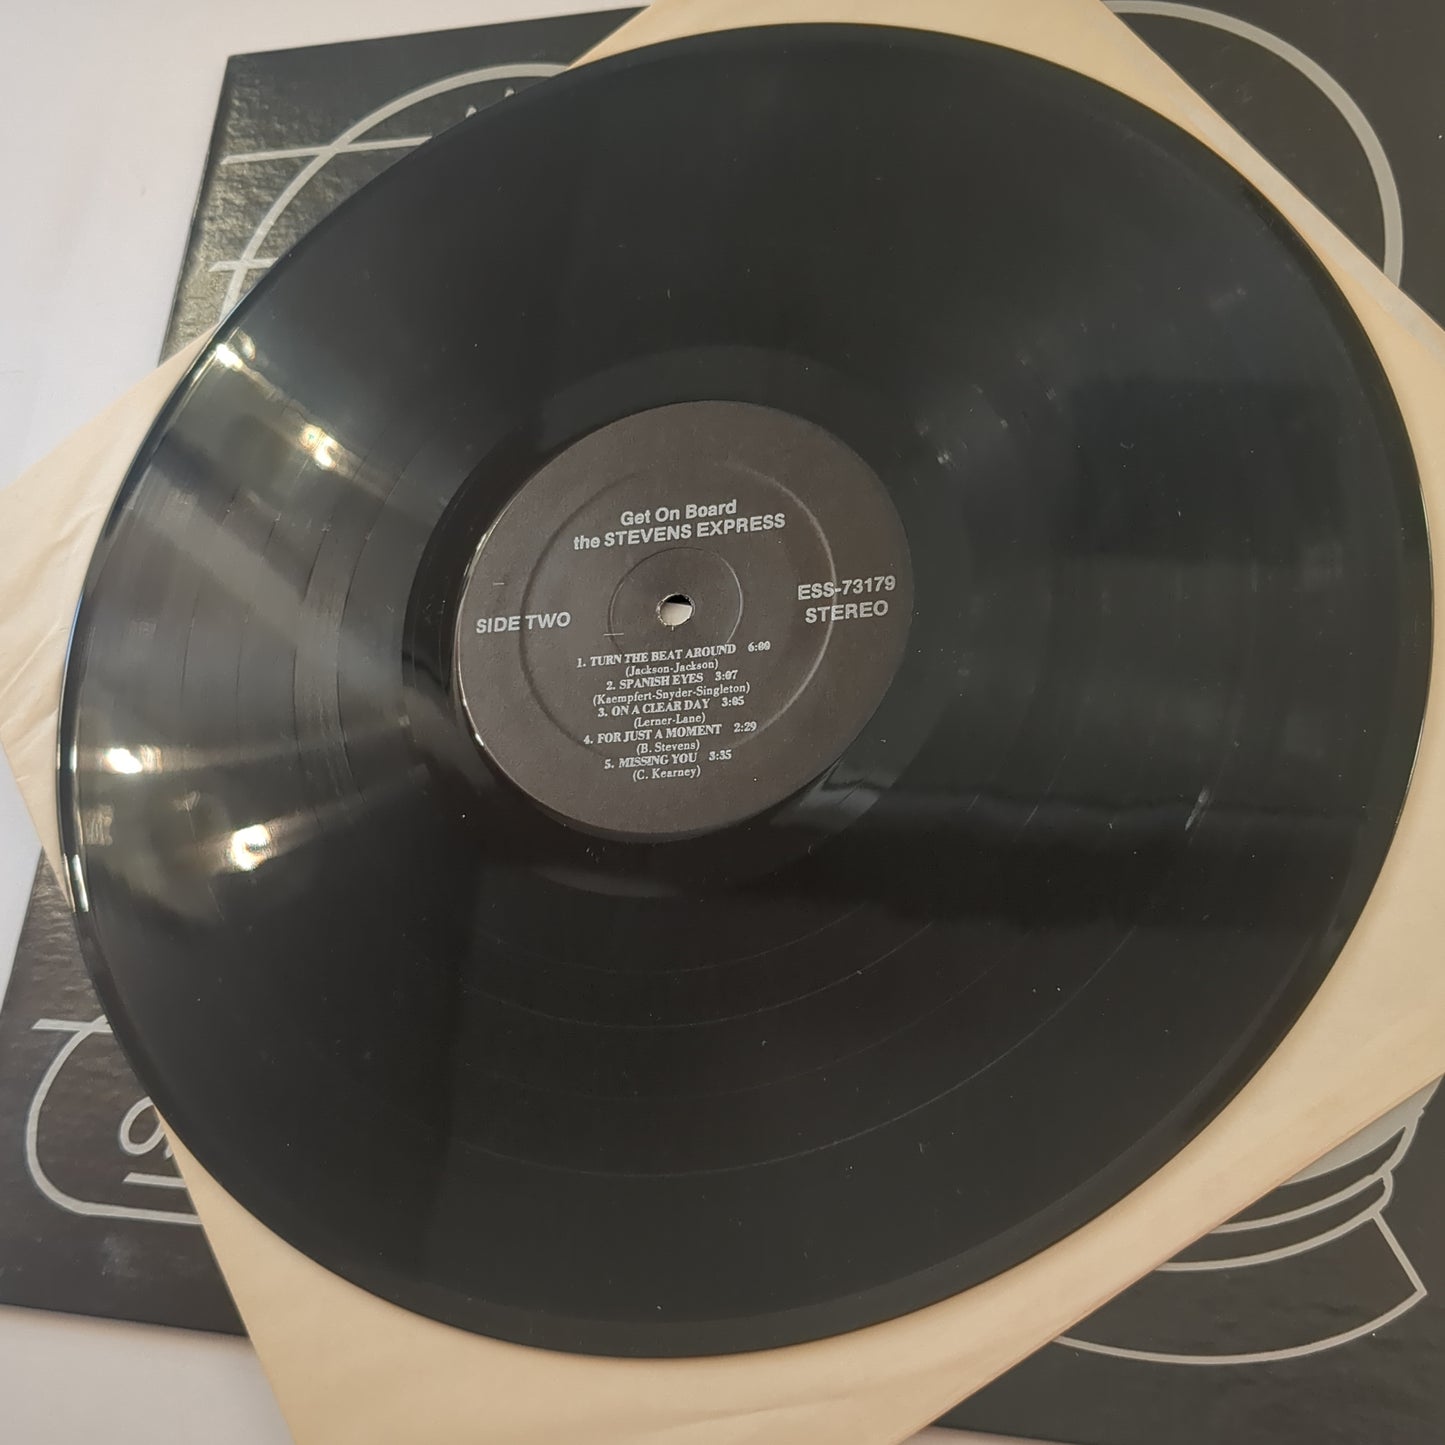 Get On Board
the STEVENS EXPRESS
ESS-73179
STEREO
SIDE TWO
1. TURN THE BEAT AROUND 6:00
(Jackson-Jackson)
2. SPANISH EYES 3:07
(Kaempfert-Snyder-Singleton)
3. ON A CLEAR DAY 3:05
(Lerner-Lane)
4. FOR JUST A MOMENT 2:29
(B. Stevens)
5. MISSING YOU 3:35
(C. Kearney)